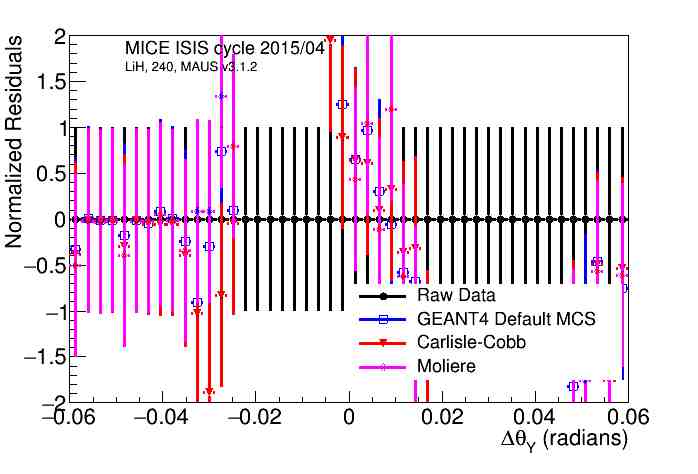 MICE ISIS cycle 2015/04
LiH, 240, MAUS v3.1.2
Normalized Residuals
2
1.5
1
0.5
0
−0.5
−1
−1.5
−2
Raw Data
GEANT4 Default MCS
Carlisle-Cobb
Moliere
−0.06 −0.04 −0.02 0 0.02 0.04 0.06
Δθ_Y (radians)